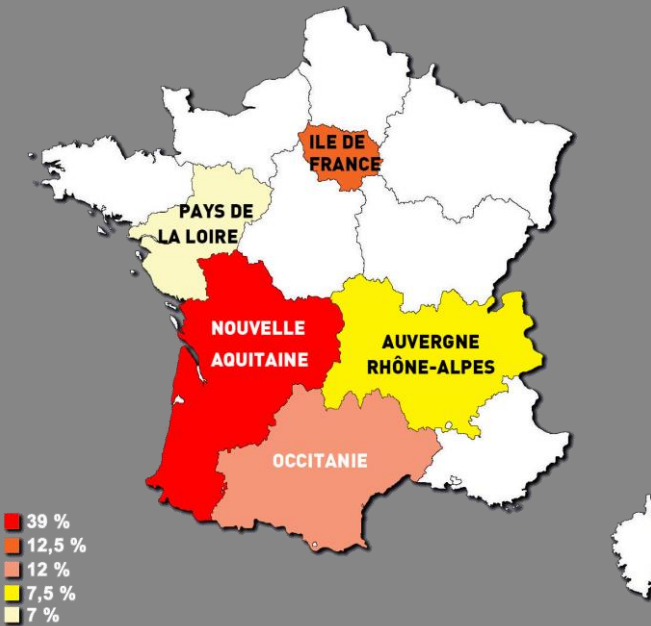 ILE DE
FRANCE
PAYS DE
LA LOIRE
NOUVELLE
AQUITAINE
AUVERGNE
RHÔNE-ALPES
OCCITANIE
39 %
12,5 %
12 %
7,5 %
7 %